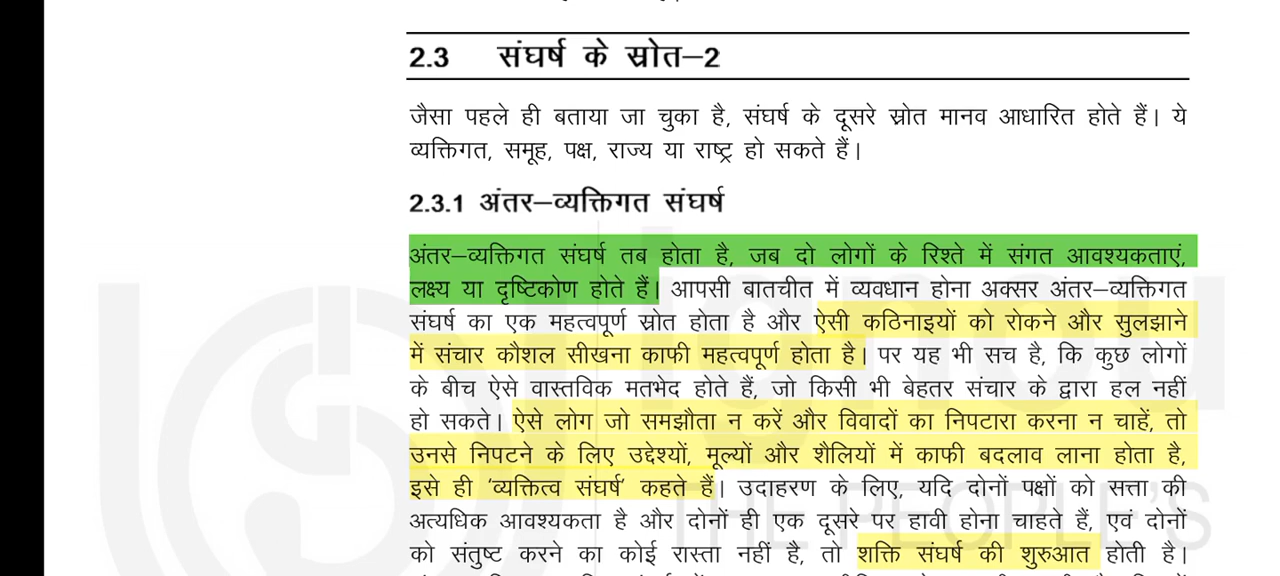 2.3 संघर्ष के स्रोत–2
जैसा पहले ही बताया जा चुका है, संघर्ष के दूसरे स्रोत मानव आधारित होते हैं। ये
व्यक्तिगत, समूह, पक्ष, राज्य या राष्ट्र हो सकते हैं।
2.3.1 अंतर–व्यक्तिगत संघर्ष
अंतर–व्यक्तिगत संघर्ष तब होता है, जब दो लोगों के रिश्ते में संगत आवश्यकताएं,
लक्ष्य या दृष्टिकोण होते हैं। आपसी बातचीत में व्यवधान होना अक्सर अंतर–व्यक्तिगत
संघर्ष का एक महत्वपूर्ण स्रोत होता है और ऐसी कठिनाइयों को रोकने और सुलझाने
में संचार कौशल सीखना काफी महत्वपूर्ण होता है। पर यह भी सच है, कि कुछ लोगों
के बीच ऐसे वास्तविक मतभेद होते हैं, जो किसी भी बेहतर संचार के द्वारा हल नहीं
हो सकते। ऐसे लोग जो समझौता न करें और विवादों का निपटारा करना न चाहें, तो
उनसे निपटने के लिए उद्देश्यों, मूल्यों और शैलियों में काफी बदलाव लाना होता है,
इसे ही ‘व्यक्तित्व संघर्ष’ कहते हैं। उदाहरण के लिए, यदि दोनों पक्षों को सत्ता की
अत्यधिक आवश्यकता है और दोनों ही एक दूसरे पर हावी होना चाहते हैं, एवं दोनों
को संतुष्ट करने का कोई रास्ता नहीं है, तो शक्ति संघर्ष की शुरुआत होती है।
ignou
THE PEOPLE'S